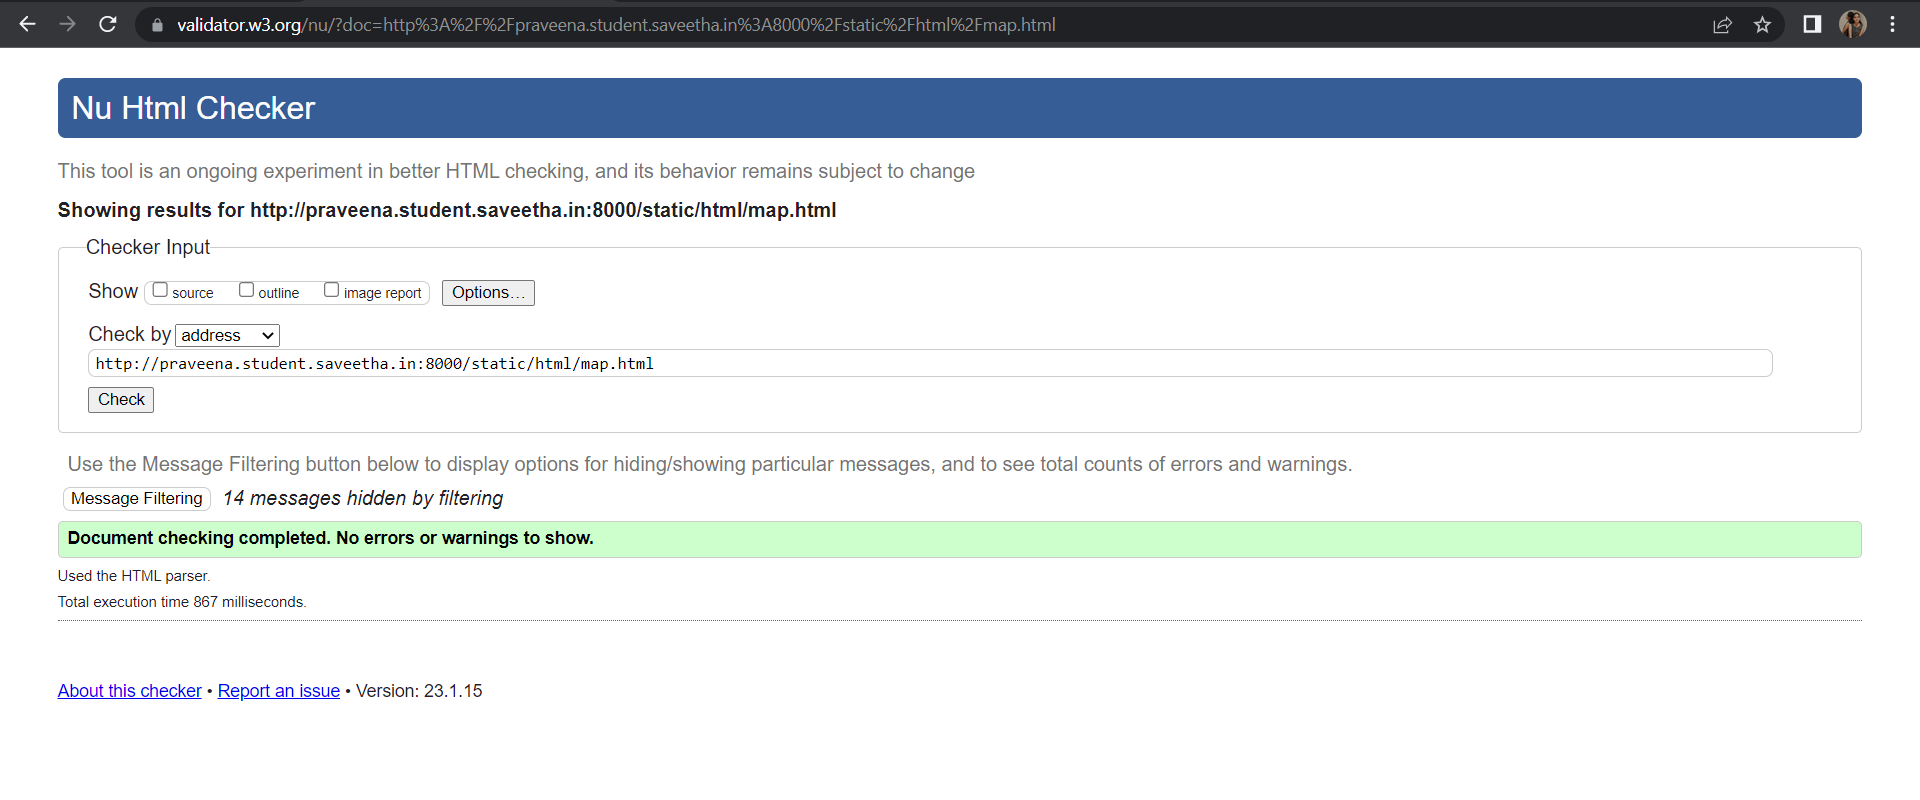 validator.w3.org/nu/?doc=http%3A%2F%2Fpraveena.student.saveetha.in%3A8000%2Fstatic%2Fhtml%2Fmap.html
Nu Html Checker
This tool is an ongoing experiment in better HTML checking, and its behavior remains subject to change
Showing results for http://praveena.student.saveetha.in:8000/static/html/map.html
Checker Input
Show source outline image report Options...
Check by address
http://praveena.student.saveetha.in:8000/static/html/map.html
Check
Use the Message Filtering button below to display options for hiding/showing particular messages, and to see total counts of errors and warnings.
Message Filtering 14 messages hidden by filtering
Document checking completed. No errors or warnings to show.
Used the HTML parser.
Total execution time 867 milliseconds.
About this checker • Report an issue • Version: 23.1.15